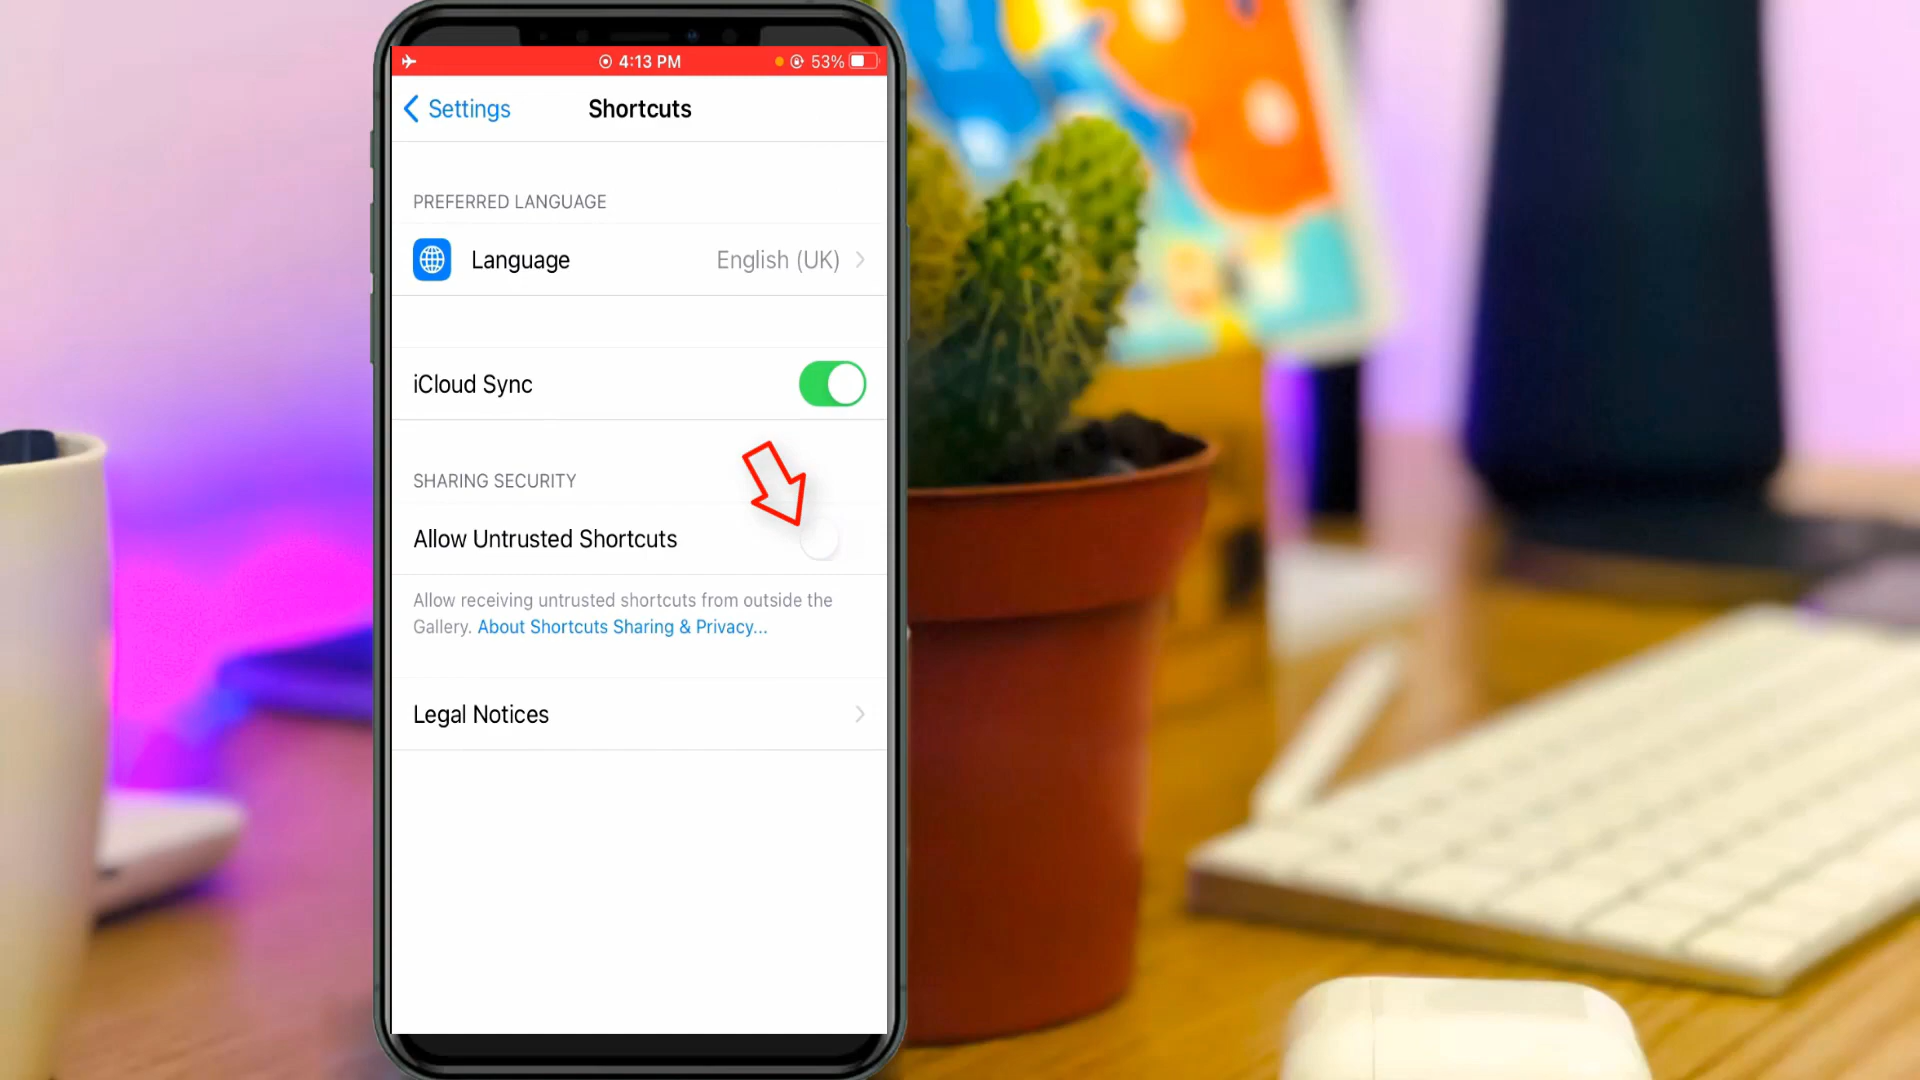 4:13 PM 53%
Settings Shortcuts
PREFERRED LANGUAGE
Language English (UK)
iCloud Sync
SHARING SECURITY
Allow Untrusted Shortcuts
Allow receiving untrusted shortcuts from outside the
Gallery. About Shortcuts Sharing & Privacy...
Legal Notices